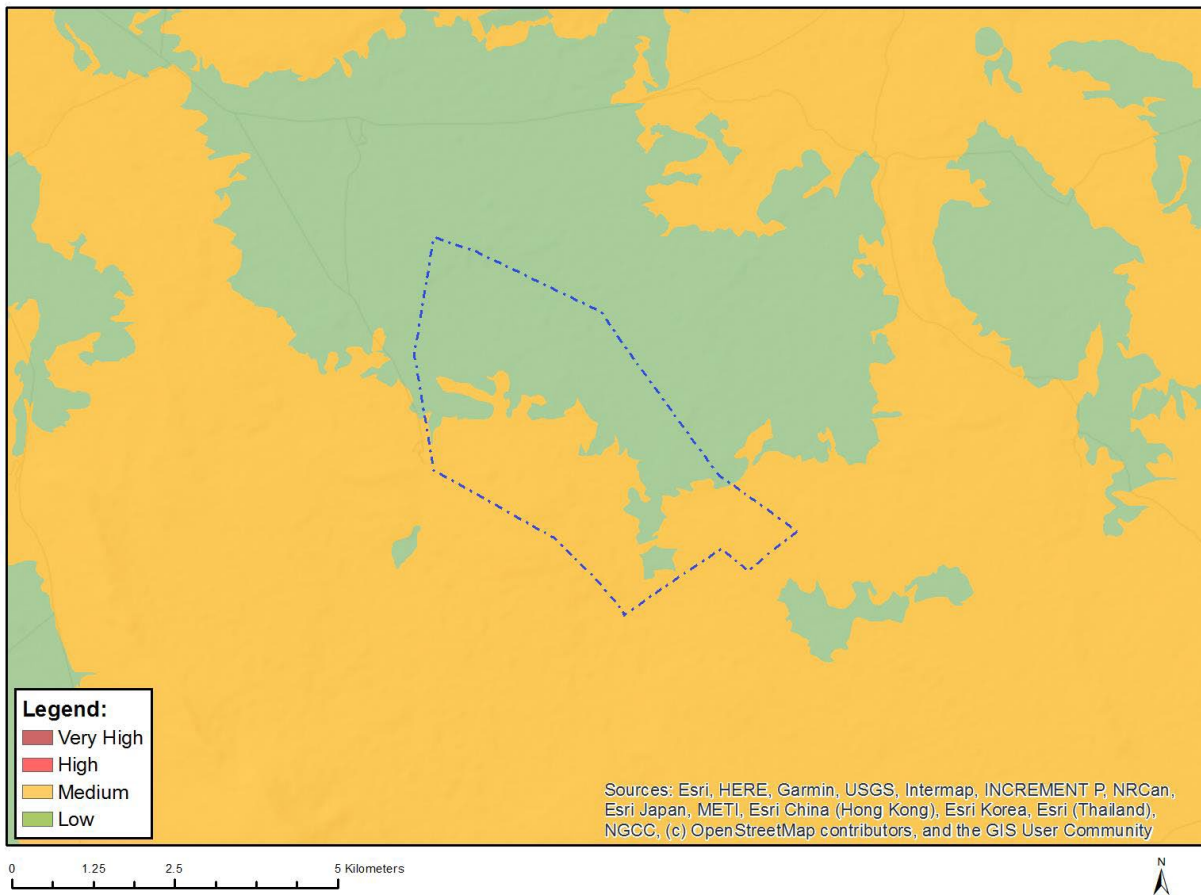 Legend:
Very High
High
Medium
Low
Sources: Esri, HERE, Garmin, USGS, Intermap, INCREMENT P, NRCan,
Esri Japan, METI, Esri China (Hong Kong), Esri Korea, Esri (Thailand),
NGCC, (c) OpenStreetMap contributors, and the GIS User Community
0 1.25 2.5 5 Kilometers
N